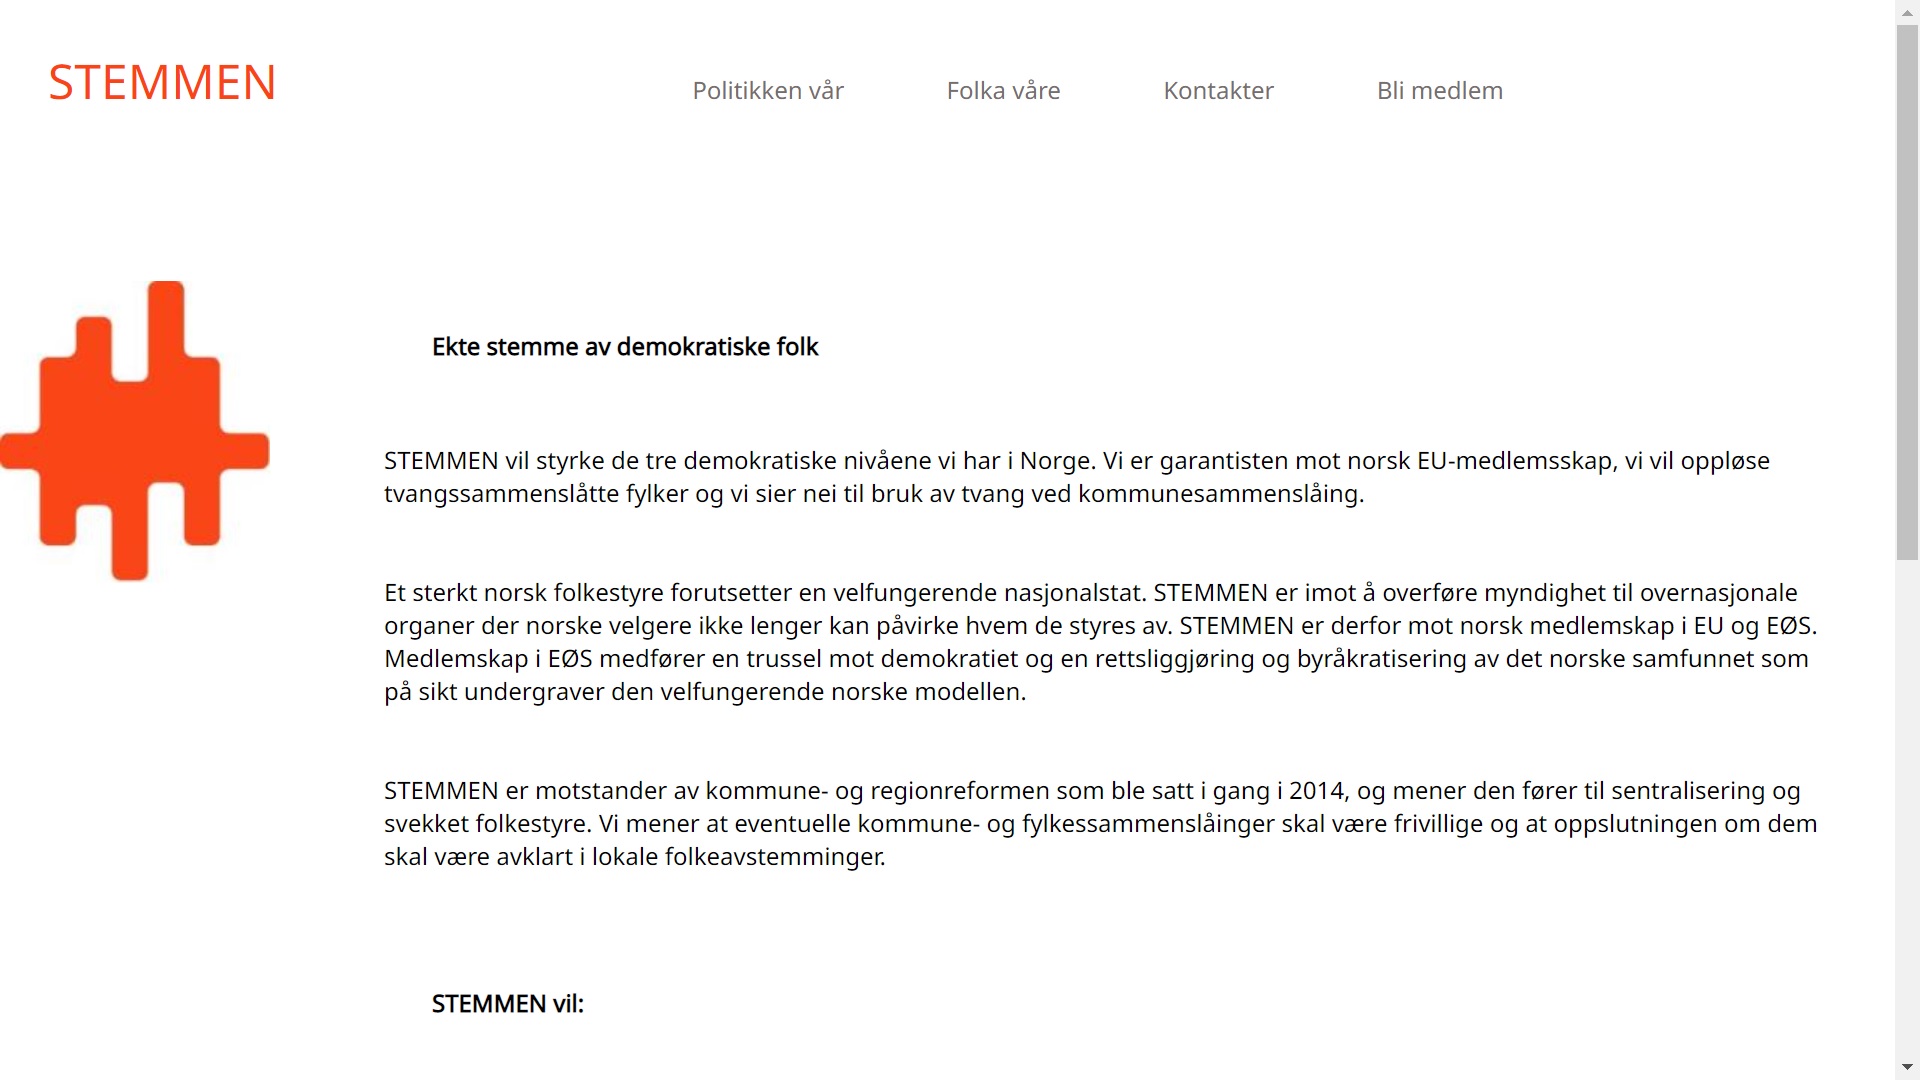 STEMMEN
Politikken vår
Folka våre
Kontakter
Bli medlem
Ekte stemme av demokratiske folk
STEMMEN vil styrke de tre demokratiske nivåene vi har i Norge. Vi er garantisten mot norsk EU-medlemsskap, vi vil oppløse
tvangssammenslåtte fylker og vi sier nei til bruk av tvang ved kommunesammenslåing.
Et sterkt norsk folkestyre forutsetter en velfungerende nasjonalstat. STEMMEN er imot å overføre myndighet til overnasjonale
organer der norske velgere ikke lenger kan påvirke hvem de styres av. STEMMEN er derfor mot norsk medlemskap i EU og EØS.
Medlemskap i EØS medfører en trussel mot demokratiet og en rettsliggjøring og byråkratisering av det norske samfunnet som
på sikt undergraver den velfungerende norske modellen.
STEMMEN er motstander av kommune- og regionreformen som ble satt i gang i 2014, og mener den fører til sentralisering og
svekket folkestyre. Vi mener at eventuelle kommune- og fylkessammenslåinger skal være frivillige og at oppslutningen om dem
skal være avklart i lokale folkeavstemminger.
STEMMEN vil: